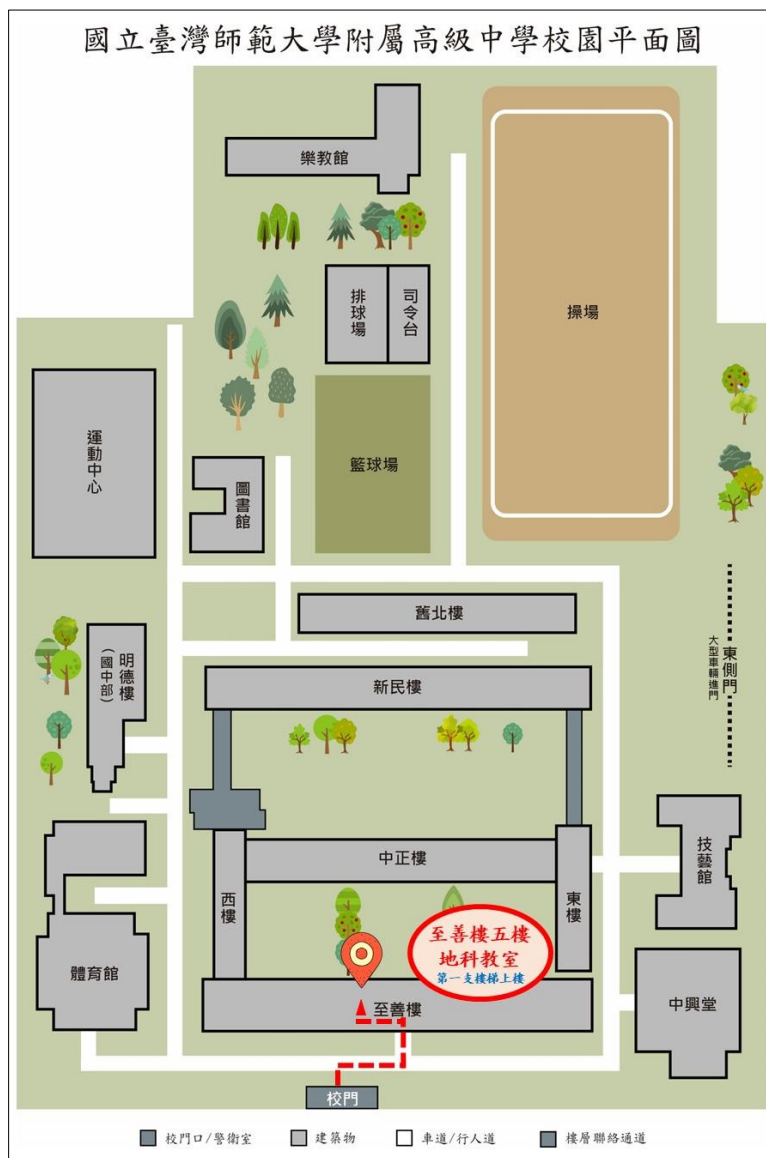 國立臺灣師範大學附屬高級中學校園平面圖
樂教館
排球場
司令台
操場
運動中心
籃球場
圖書館
舊北樓
明德樓
(國中部)
東側門
大型車輛進門
新民樓
中正樓
技藝館
西樓
東樓
至善樓五樓
地科教室
第一支樓梯上樓
體育館
至善樓
中興堂
校門
校門口/警衛室
建築物
車道/行人道
樓層聯絡通道